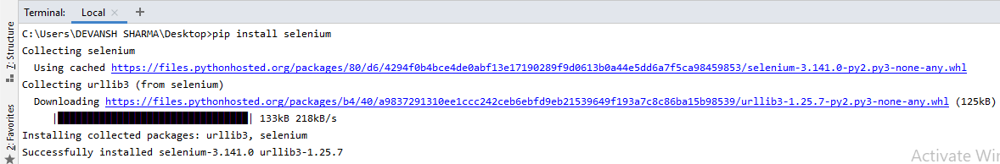 Terminal: Local × +
C:\Users\DEVANSH SHARMA\Desktop>pip install selenium
Collecting selenium
Using cached https://files.pythonhosted.org/packages/80/d6/4294f0b4bce4de0abf13e17190289f9d0613b0a44e5dd6a7f5ca98459853/selenium-3.141.0-py2.py3-none-any.whl
Collecting urllib3 (from selenium)
Downloading https://files.pythonhosted.org/packages/b4/40/a9837291310ee1ccc242ceb6ebfd9eb21539649f193a7c8c86ba15b98539/urllib3-1.25.7-py2.py3-none-any.whl (125kB)
133kB 218kB/s
Installing collected packages: urllib3, selenium
Successfully installed selenium-3.141.0 urllib3-1.25.7
7: Structure
2: Favorites
Activate Win